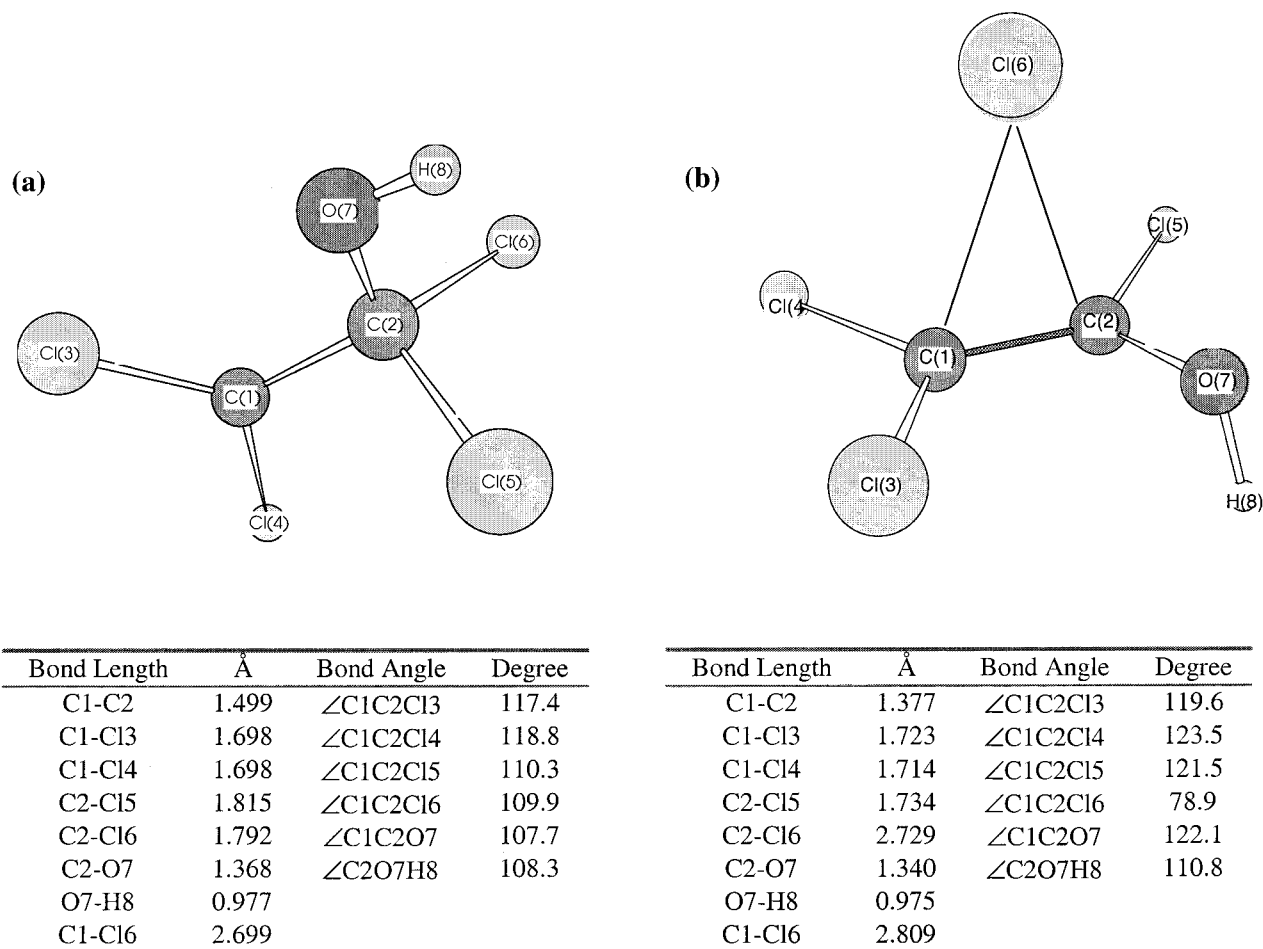 (a)
H(8)
O(7)
Cl(6)
C(2)
Cl(3)
C(1)
Cl(5)
Cl(4)
(b)
Cl(6)
Cl(5)
Cl(4)
C(2)
C(1)
O(7)
Cl(3)
H(8)
Bond Length Å Bond Angle Degree
C1-C2 1.499 ∠C1C2Cl3 117.4
C1-Cl3 1.698 ∠C1C2Cl4 118.8
C1-Cl4 1.698 ∠C1C2Cl5 110.3
C2-Cl5 1.815 ∠C1C2Cl6 109.9
C2-Cl6 1.792 ∠C1C2O7 107.7
C2-O7 1.368 ∠C2O7H8 108.3
O7-H8 0.977
C1-Cl6 2.699
Bond Length Å Bond Angle Degree
C1-C2 1.377 ∠C1C2Cl3 119.6
C1-Cl3 1.723 ∠C1C2Cl4 123.5
C1-Cl4 1.714 ∠C1C2Cl5 121.5
C2-Cl5 1.734 ∠C1C2Cl6 78.9
C2-Cl6 2.729 ∠C1C2O7 122.1
C2-O7 1.340 ∠C2O7H8 110.8
O7-H8 0.975
C1-Cl6 2.809